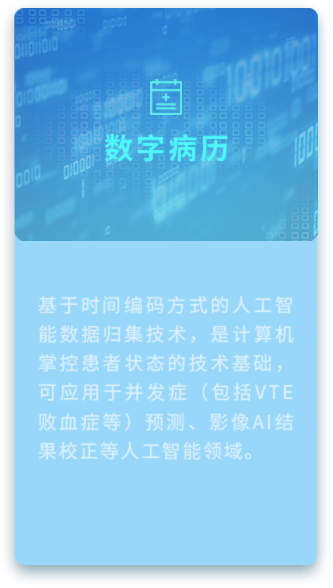 数字病历
基于时间编码方式的人工智
能数据归集技术，是计算机
掌控患者状态的技术基础，
可应用于并发症（包括VTE
败血症等）预测、影像AI结
果校正等人工智能领域。